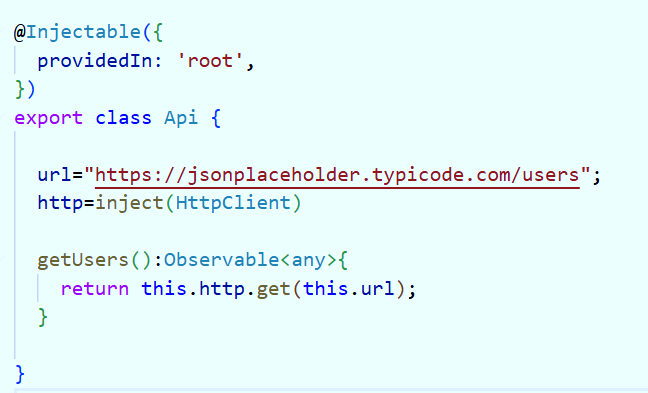 @Injectable({
  providedIn: 'root',
})
export class Api {
  url="https://jsonplaceholder.typicode.com/users";
  http=inject(HttpClient)
  getUsers():Observable<any>{
    return this.http.get(this.url);
  }
}